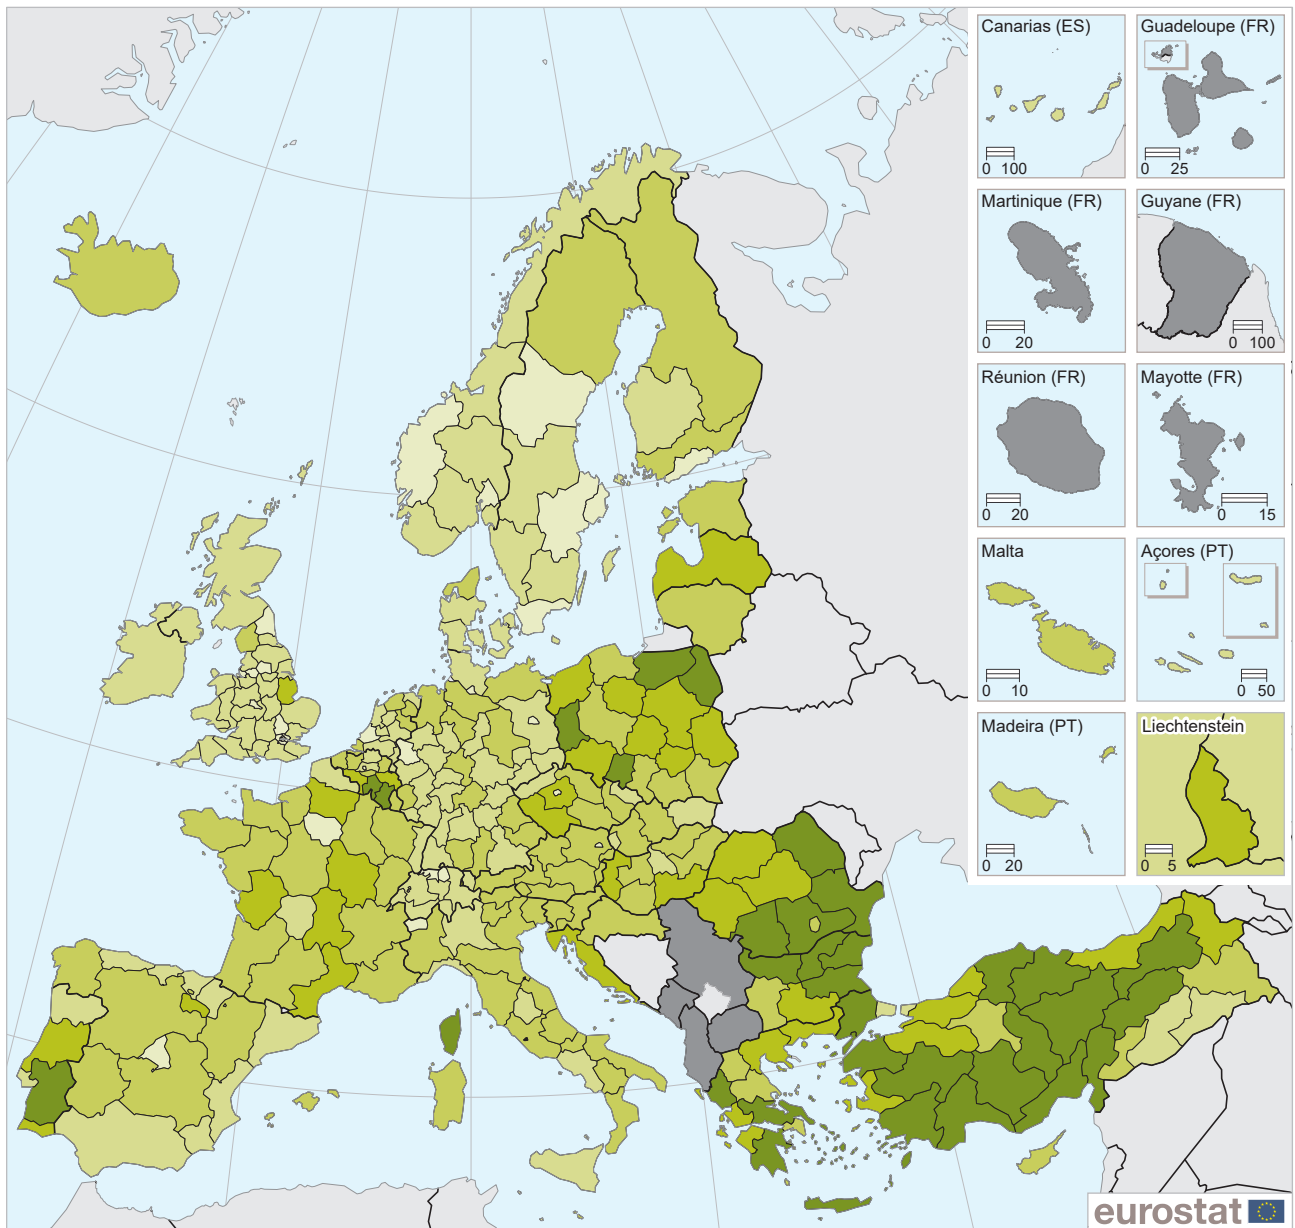 Canarias (ES)
0 100
Guadeloupe (FR)
0 25
Martinique (FR)
0 20
Guyane (FR)
0 100
Réunion (FR)
0 20
Mayotte (FR)
0 15
Malta
0 10
Açores (PT)
0 50
Madeira (PT)
0 20
Liechtenstein
0 5
eurostat